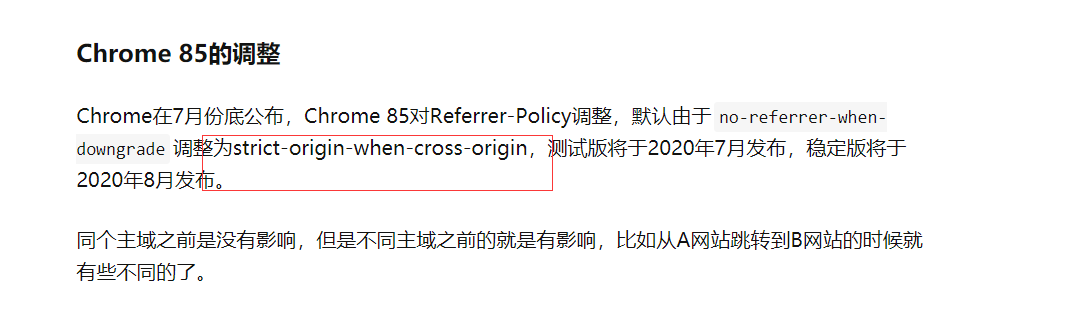 Chrome 85的调整
Chrome在7月份底公布，Chrome 85对Referrer-Policy调整，默认由于 no-referrer-when-
downgrade 调整为strict-origin-when-cross-origin，测试版将于2020年7月发布，稳定版将于
2020年8月发布。
同个主域之前是没有影响，但是不同主域之前的就是有影响，比如从A网站跳转到B网站的时候就
有些不同的了。